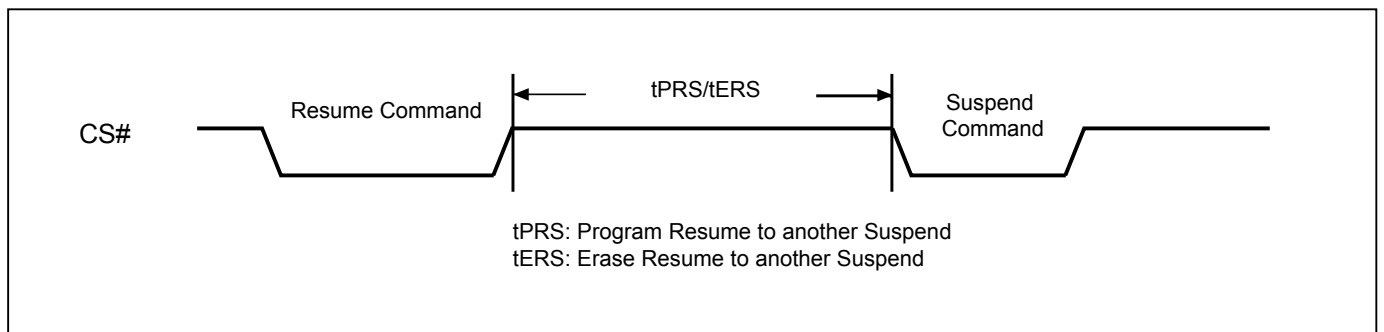 tPRS/tERS
Resume Command
Suspend
Command
CS#
tPRS: Program Resume to another Suspend
tERS: Erase Resume to another Suspend